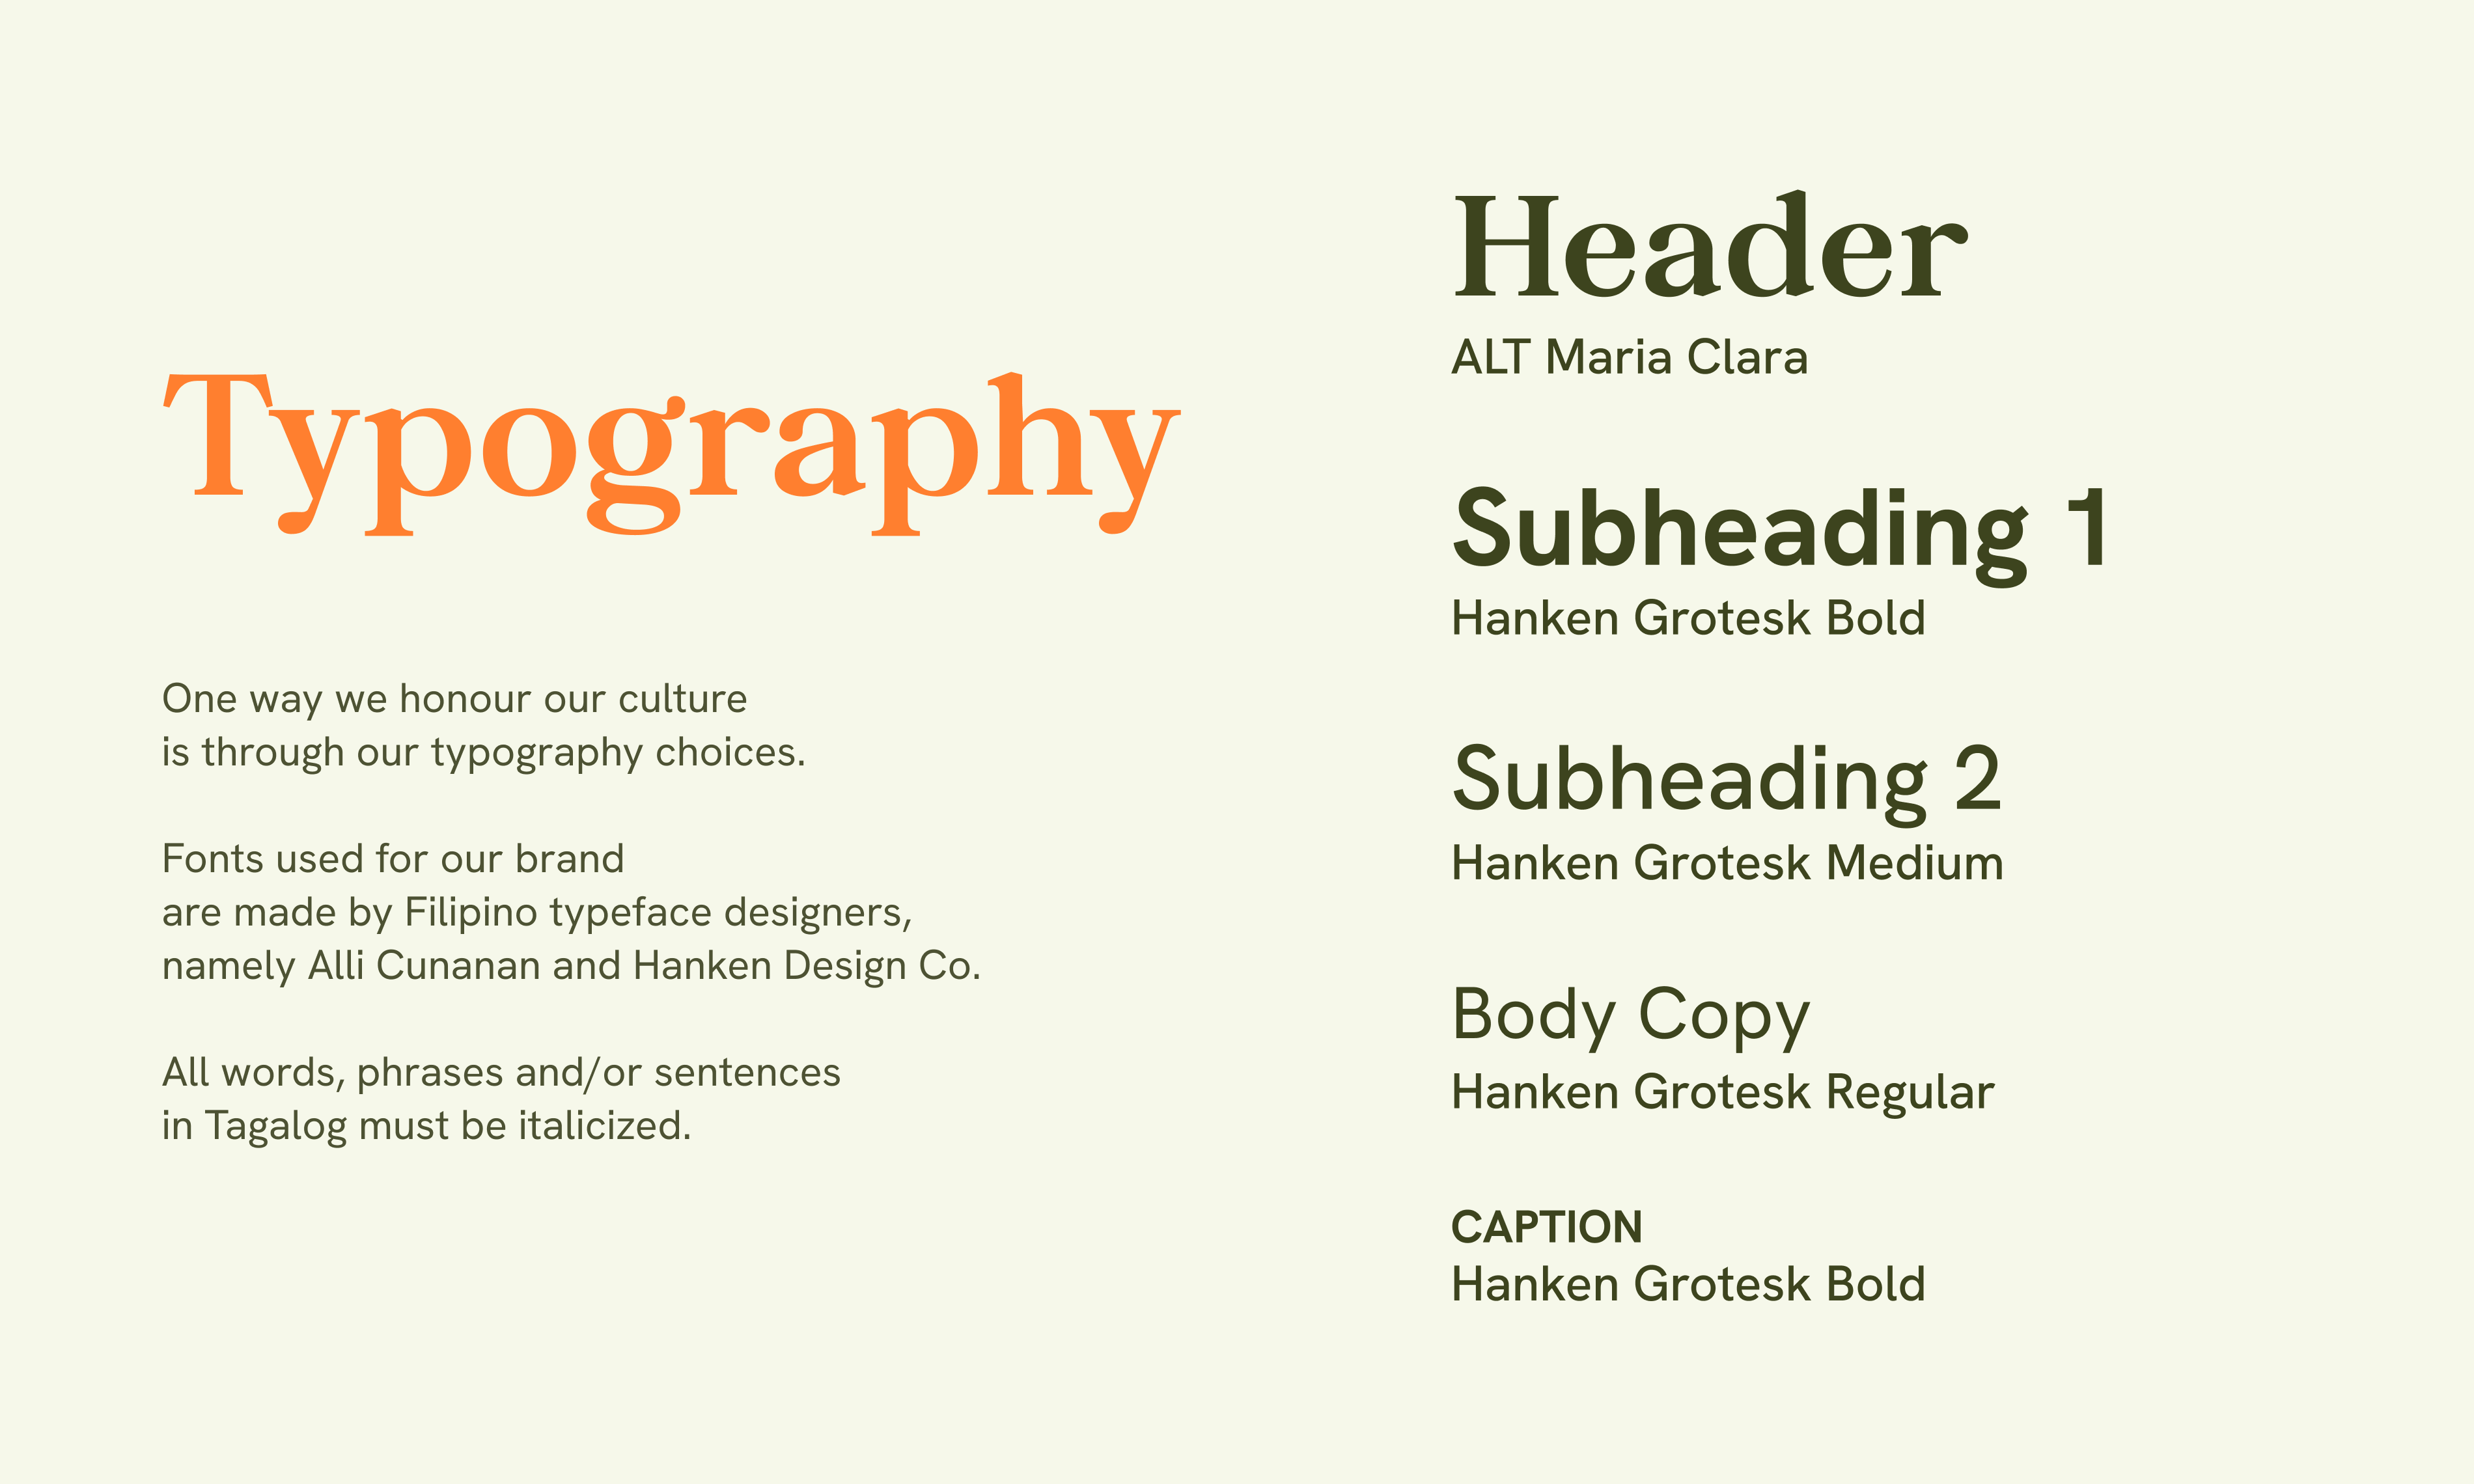 Typography
One way we honour our culture
is through our typography choices.
Fonts used for our brand
are made by Filipino typeface designers,
namely Alli Cunanan and Hanken Design Co.
All words, phrases and/or sentences
in Tagalog must be italicized.
Header
ALT Maria Clara
Subheading 1
Hanken Grotesk Bold
Subheading 2
Hanken Grotesk Medium
Body Copy
Hanken Grotesk Regular
CAPTION
Hanken Grotesk Bold